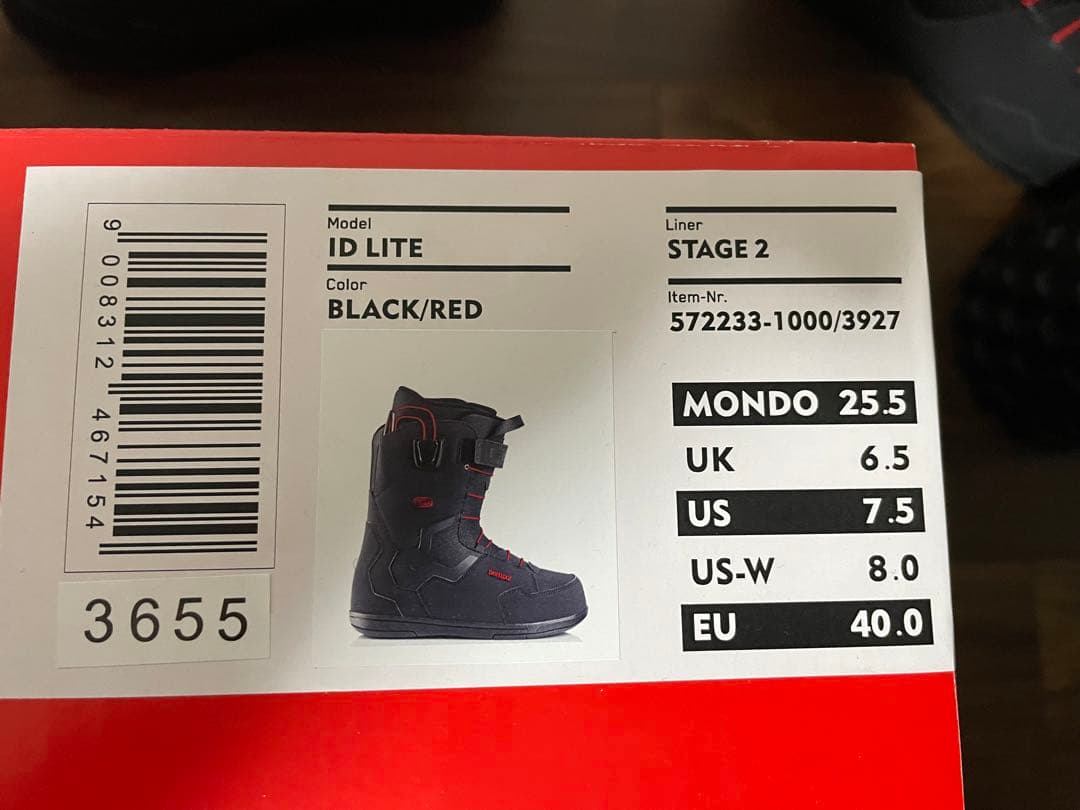 9 008312 467154
3655
Model
ID LITE
Color
BLACK/RED
Liner
STAGE 2
Item-Nr.
572233-1000/3927
MONDO 25.5
UK 6.5
US 7.5
US-W 8.0
EU 40.0